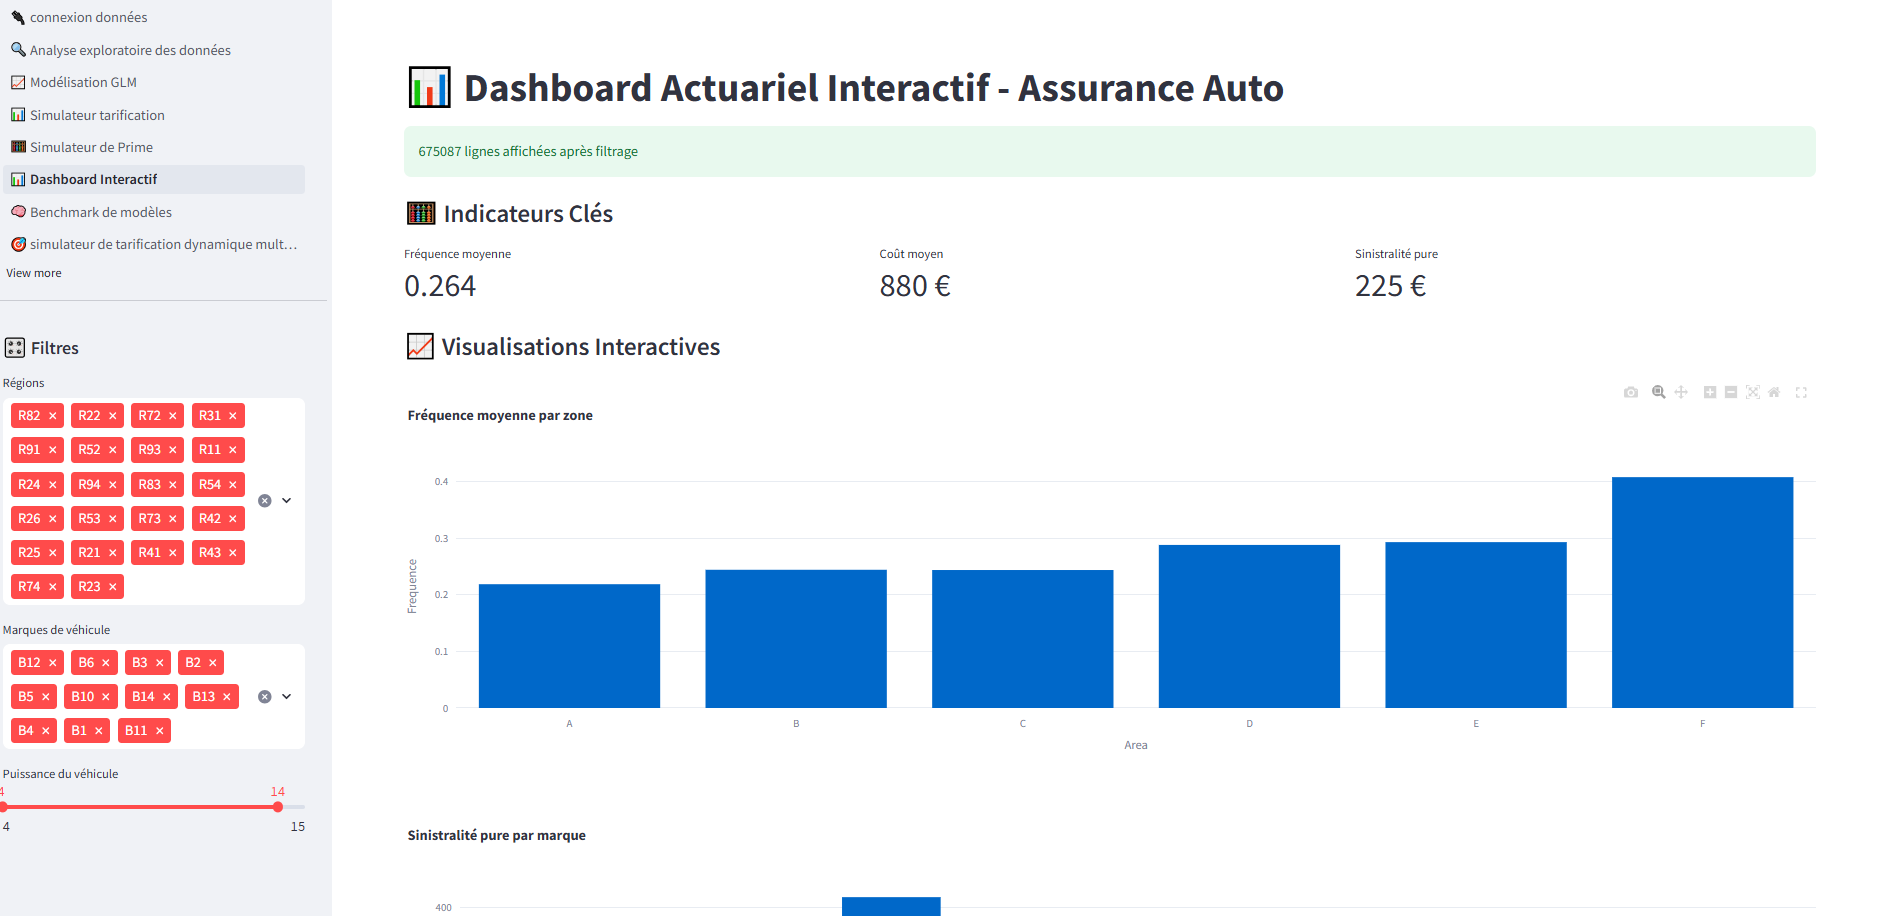 connexion données
Analyse exploratoire des données
Modélisation GLM
Simulateur tarification
Simulateur de Prime
Dashboard Interactif
Benchmark de modèles
simulateur de tarification dynamique mult…
View more
Filtres
Régions
R82 × R22 × R72 × R31 ×
R91 × R52 × R93 × R11 ×
R24 × R94 × R83 × R54 ×
R26 × R53 × R73 × R42 ×
R25 × R21 × R41 × R43 ×
R74 × R23 ×
Marques de véhicule
B12 × B6 × B3 × B2 ×
B5 × B10 × B14 × B13 ×
B4 × B1 × B11 ×
Puissance du véhicule
4 14
4 15
Dashboard Actuariel Interactif - Assurance Auto
675087 lignes affichées après filtrage
Indicateurs Clés
Fréquence moyenne
0.264
Coût moyen
880 €
Sinistralité pure
225 €
Visualisations Interactives
Fréquence moyenne par zone
0.4
0.3
0.2
0.1
0
Frequence
A B C D E F
Area
Sinistralité pure par marque
400